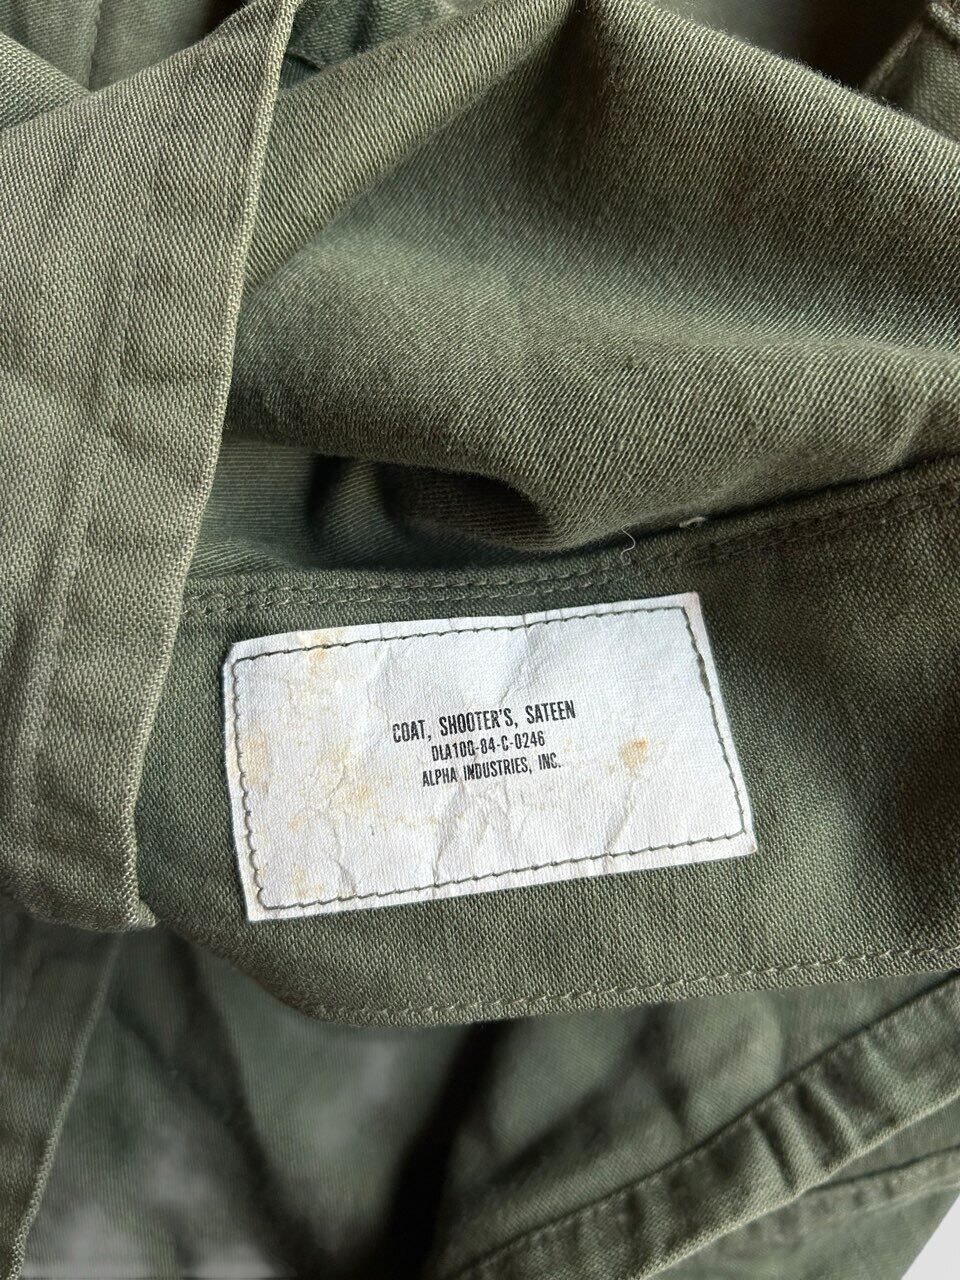 COAT, SHOOTER'S, SATEEN
DLA100-84-C-0246
ALPHA INDUSTRIES, INC.